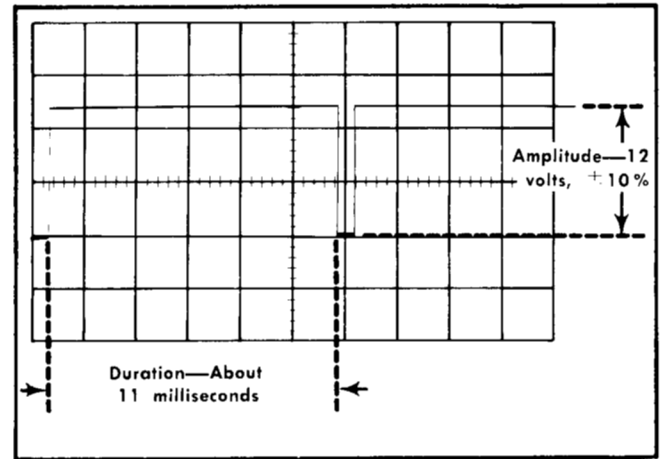 Amplitude—12
volts, ±10%
Duration—About
11 milliseconds